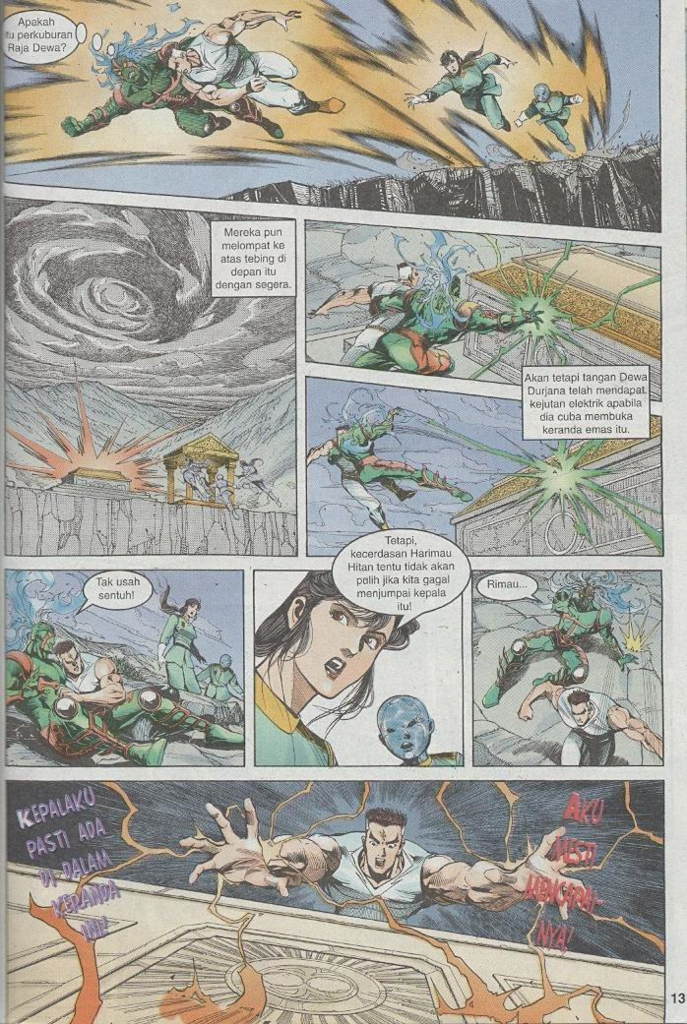 Apakah
itu perkuburan
Raja Dewa?
Mereka pun
melompat ke
atas tebing di
depan itu
dengan segera.
Akan tetapi tangan Dewa
Durjana telah mendapat
kejutan elektrik apabila
dia cuba membuka
keranda emas itu.
Tak usah
sentuh!
Tetapi,
kecerdasan Harimau
Hitan tentu tidak akan
pulih jika kita gagal
menjumpai kepala
itu!
Rimau...
KEPALAKU
PASTI ADA
DI DALAM
KERANDA
INI!
AKU
MESTI
MENCAPAI-
NYA!
13